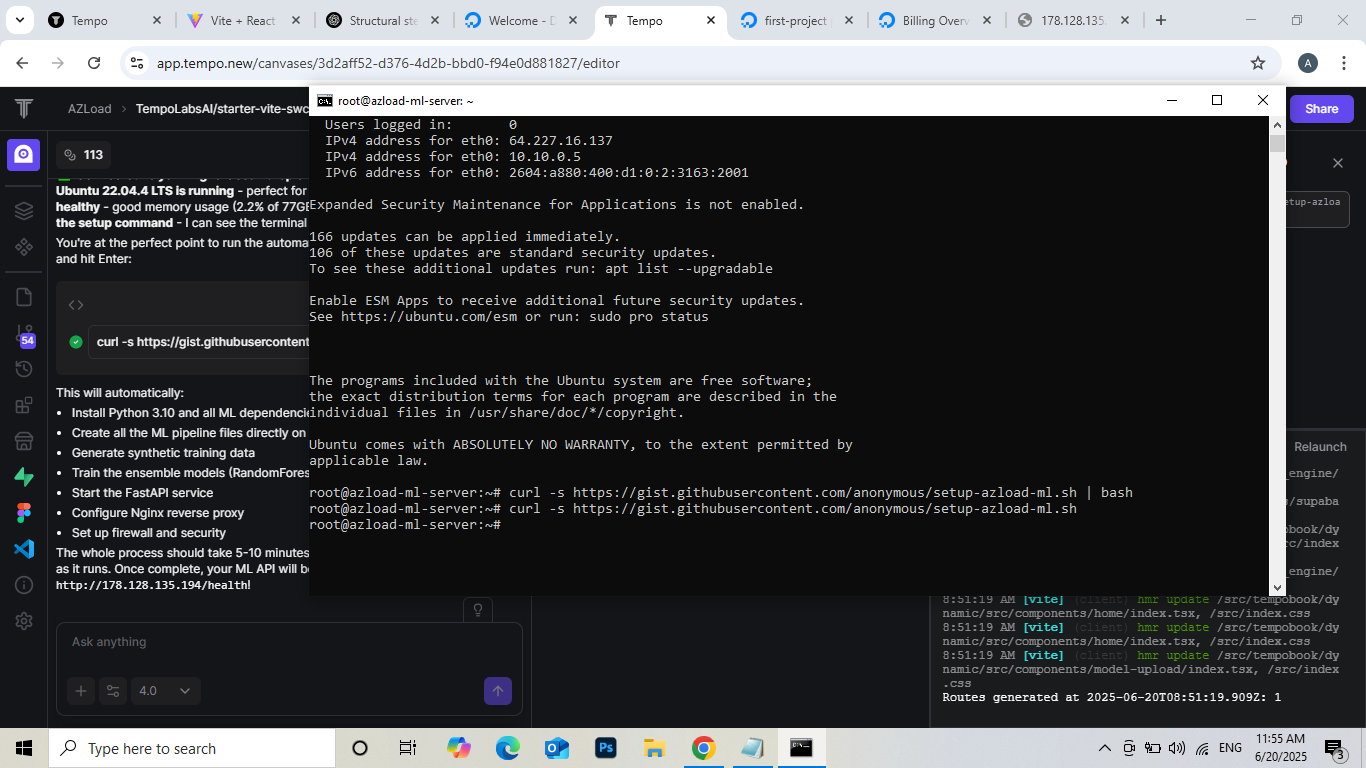 Tempo
Vite + React
Structural ste
Welcome - D
Tempo
first-project
Billing Overv
178.128.135.
app.tempo.new/canvases/3d2aff52-d376-4d2b-bbd0-f94e0d881827/editor
A
AZLoad
TempoLabsAI/starter-vite-swc
Share
113
root@azload-ml-server: ~
Users logged in: 0
IPv4 address for eth0: 64.227.16.137
IPv4 address for eth0: 10.10.0.5
IPv6 address for eth0: 2604:a880:400:d1:0:2:3163:2001
Expanded Security Maintenance for Applications is not enabled.
166 updates can be applied immediately.
106 of these updates are standard security updates.
To see these additional updates run: apt list --upgradable
Enable ESM Apps to receive additional future security updates.
See https://ubuntu.com/esm or run: sudo pro status
The programs included with the Ubuntu system are free software;
the exact distribution terms for each program are described in the
individual files in /usr/share/doc/*/copyright.
Ubuntu comes with ABSOLUTELY NO WARRANTY, to the extent permitted by
applicable law.
root@azload-ml-server:~# curl -s https://gist.githubusercontent.com/anonymous/setup-azload-ml.sh | bash
root@azload-ml-server:~# curl -s https://gist.githubusercontent.com/anonymous/setup-azload-ml.sh
root@azload-ml-server:~#
Ubuntu 22.04.4 LTS is running - perfect for
healthy - good memory usage (2.2% of 77GB
the setup command - I can see the terminal
You're at the perfect point to run the automa
and hit Enter:
curl -s https://gist.githubusercontent
This will automatically:
• Install Python 3.10 and all ML dependenci
• Create all the ML pipeline files directly on
• Generate synthetic training data
• Train the ensemble models (RandomFores
• Start the FastAPI service
• Configure Nginx reverse proxy
• Set up firewall and security
The whole process should take 5-10 minutes
as it runs. Once complete, your ML API will be
http://178.128.135.194/health!
54
Ask anything
4.0
etup-azloa
Relaunch
_engine/
s/supaba
pobook/dy
rc/index
_engine/
8:51:19 AM [vite] (client) hmr update /src/tempobook/dy
namic/src/components/home/index.tsx, /src/index.css
8:51:19 AM [vite] (client) hmr update /src/tempobook/dy
namic/src/components/home/index.tsx, /src/index.css
8:51:19 AM [vite] (client) hmr update /src/tempobook/dy
namic/src/components/model-upload/index.tsx, /src/index
.css
Routes generated at 2025-06-20T08:51:19.909Z: 1
Type here to search
Ps
ENG
11:55 AM
6/20/2025
3